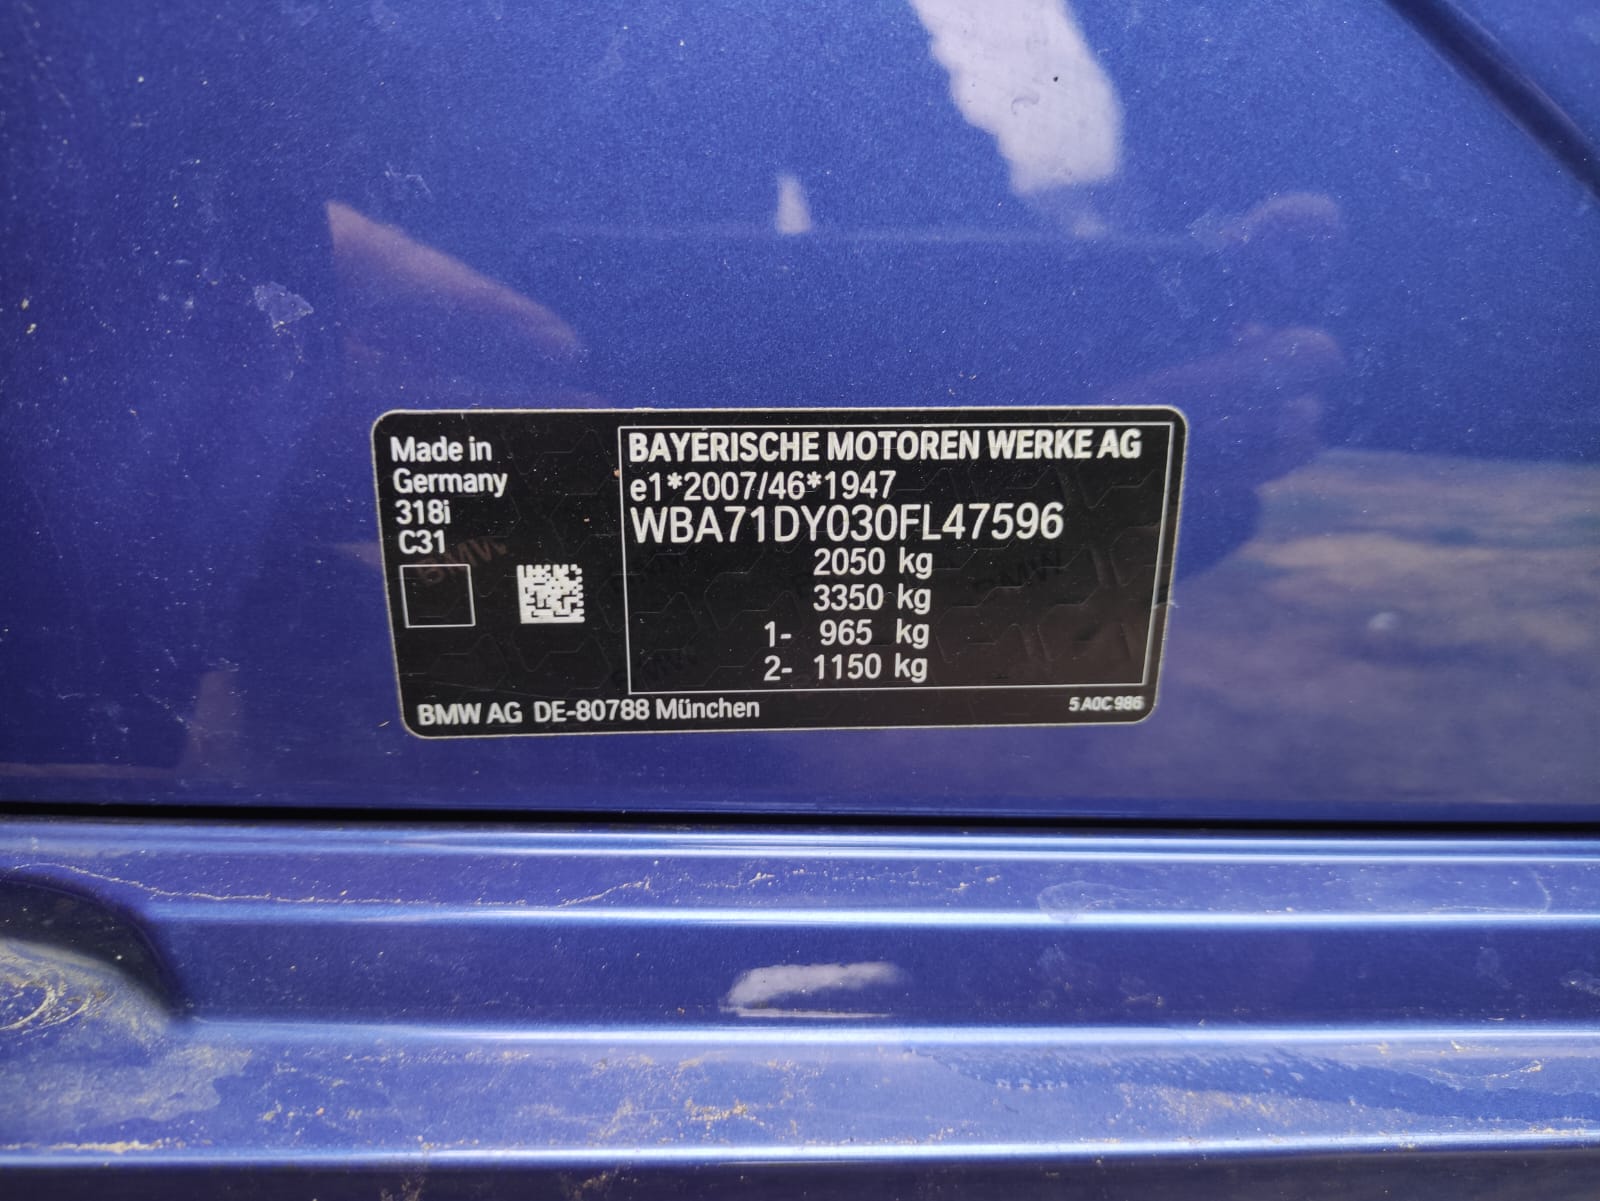 Made in
Germany
318i
C31
BAYERISCHE MOTOREN WERKE AG
e1*2007/46*1947
WBA71DY030FL47596
2050 kg
3350 kg
1- 965 kg
2- 1150 kg
BMW AG DE-80788 München
5 A0C 986